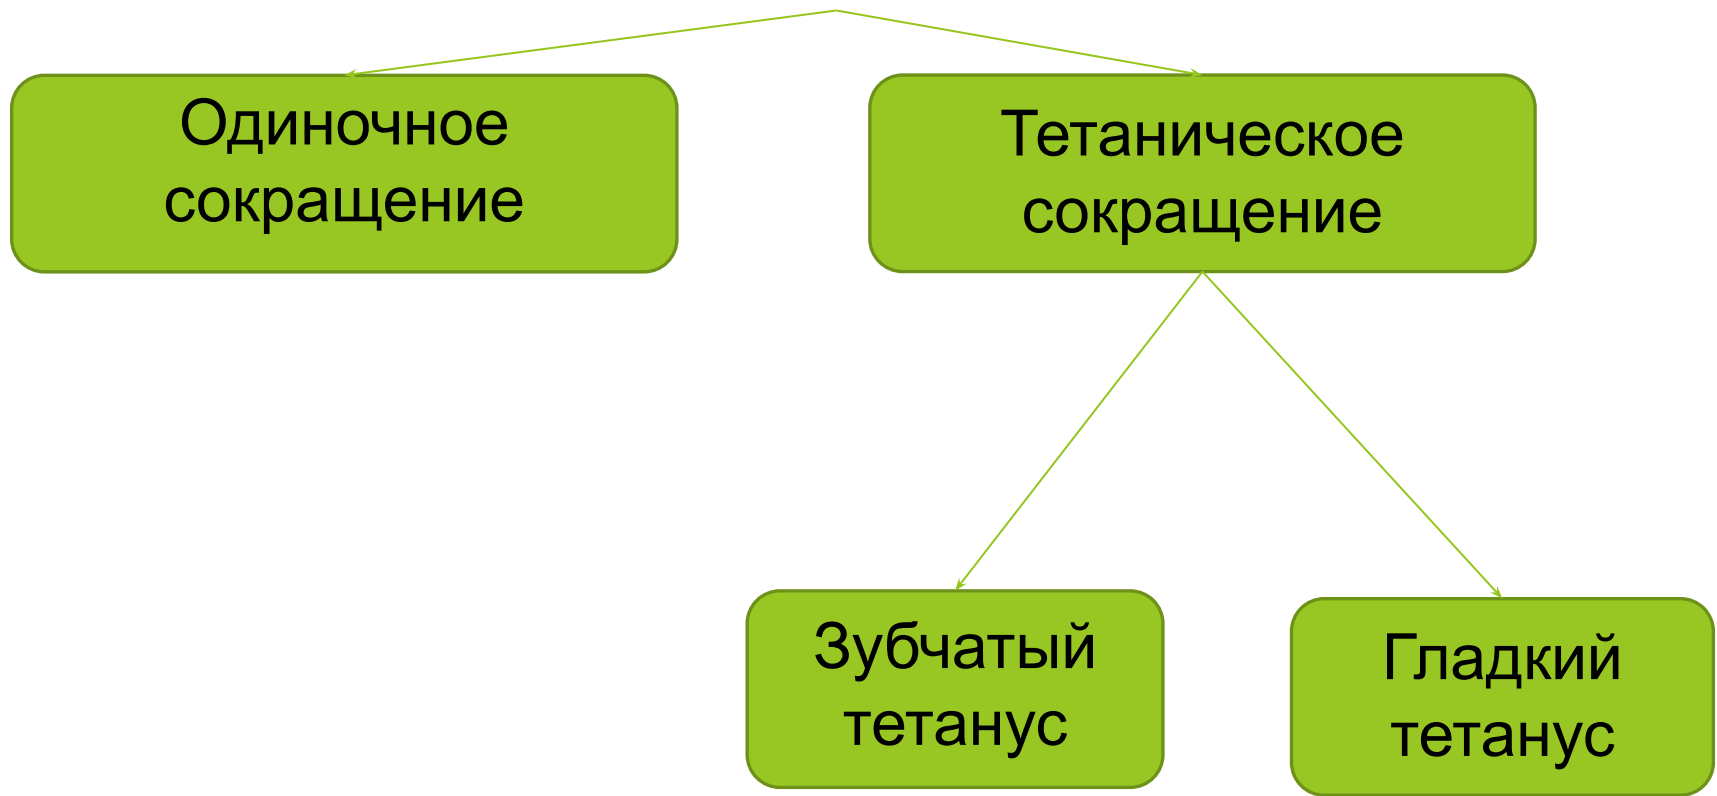 Одиночное
сокращение
Тетаническое
сокращение
Зубчатый
тетанус
Гладкий
тетанус